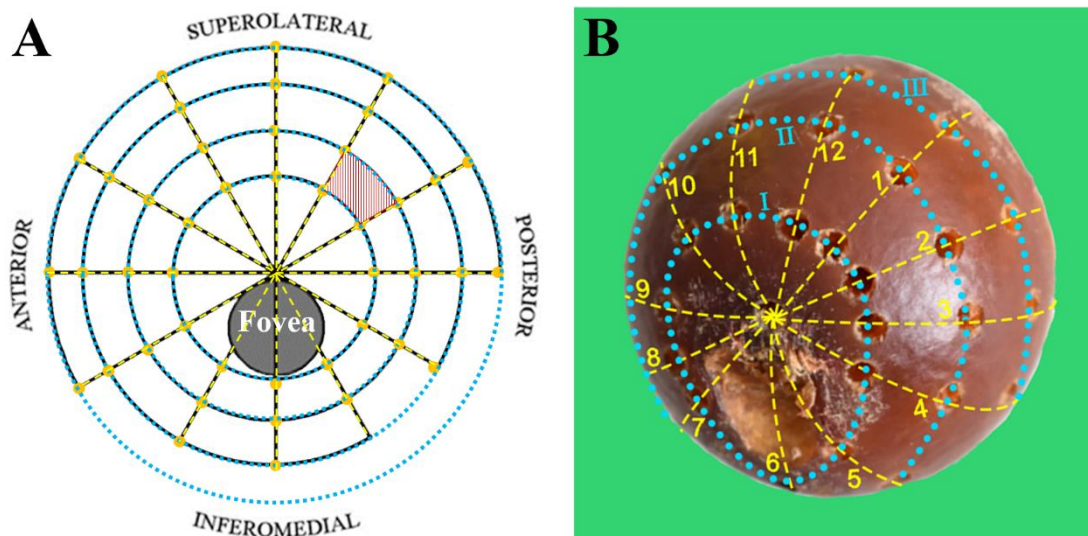 A
SUPEROLATERAL
ANTERIOR
POSTERIOR
Fovea
INFEROMEDIAL
B
III
II
I
11
12
10
1
2
9
3
8
7
4
6
5